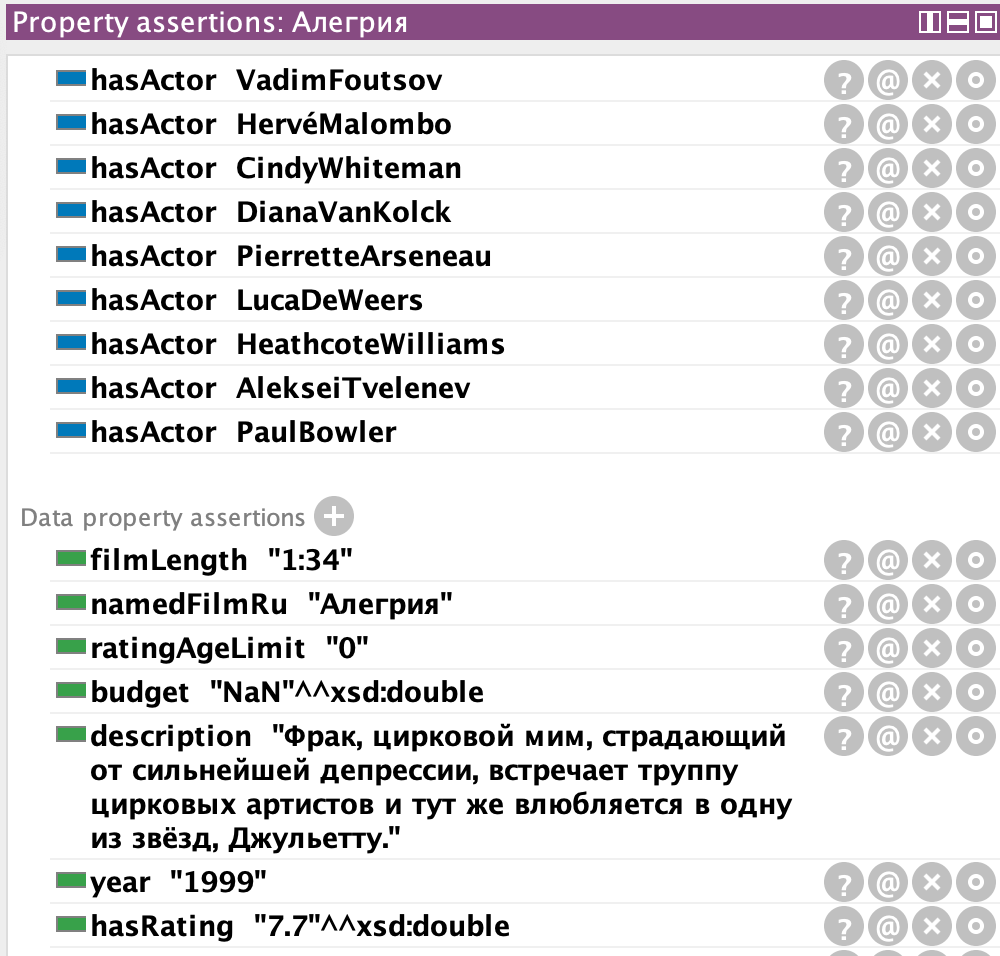 Property assertions: Алегрия
hasActor VadimFoutsov
hasActor HervéMalombo
hasActor CindyWhiteman
hasActor DianaVanKolck
hasActor PierretteArseneau
hasActor LucaDeWeers
hasActor HeathcoteWilliams
hasActor AlekseiTvelenev
hasActor PaulBowler
Data property assertions
filmLength "1:34"
namedFilmRu "Алегрия"
ratingAgeLimit "0"
budget "NaN"^^xsd:double
description "Фрак, цирковой мим, страдающий
от сильнейшей депрессии, встречает труппу
цирковых артистов и тут же влюбляется в одну
из звёзд, Джульетту."
year "1999"
hasRating "7.7"^^xsd:double